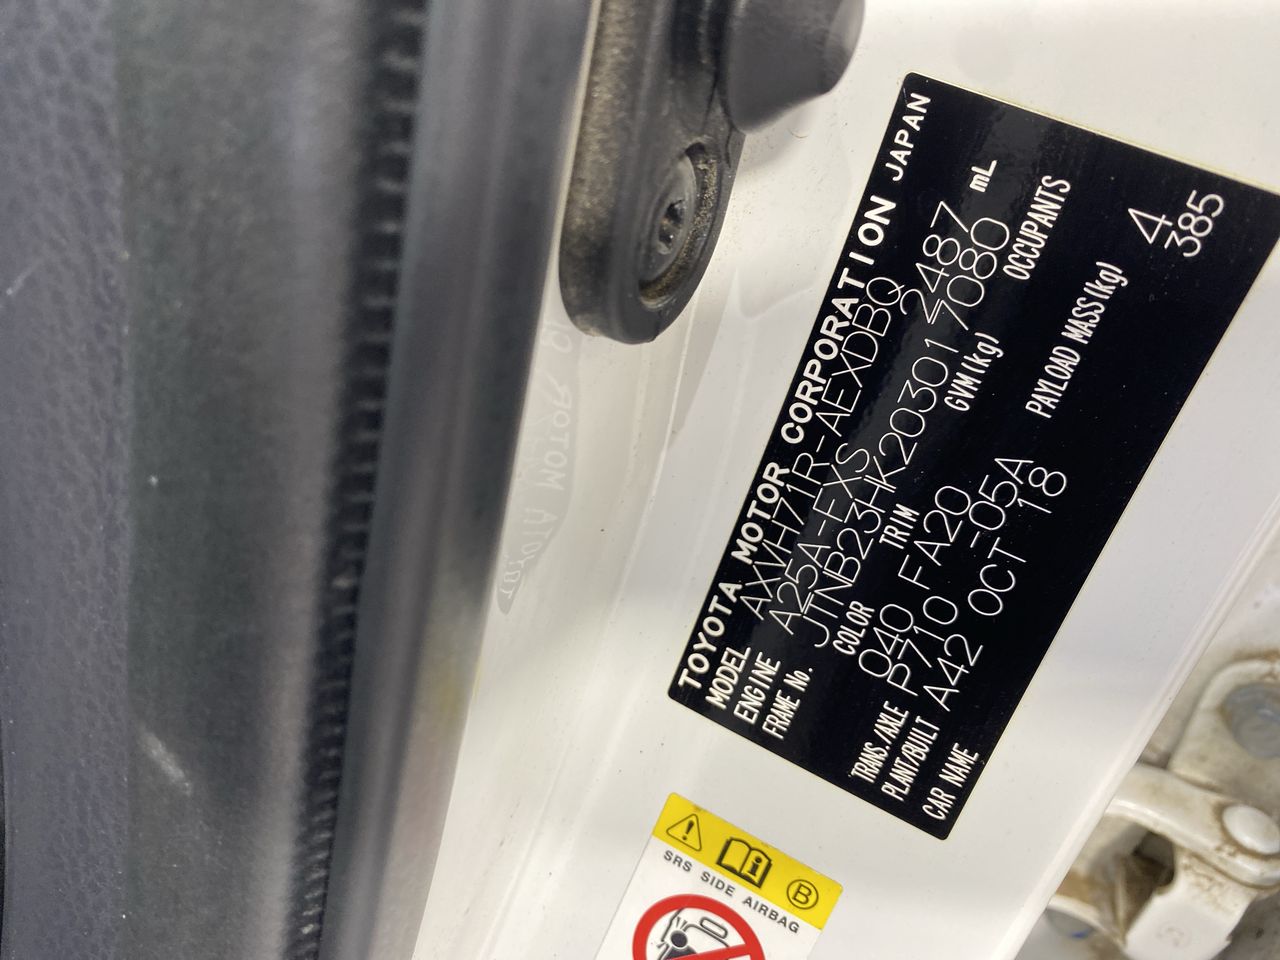 TOYOTA MOTOR CORPORATION JAPAN
MODEL AXVH71R-AEXDBQ
ENGINE A25A-FXS 2487 mL
FRAME No. JTNB23HK203017080
COLOR TRIM GVM(kg) OCCUPANTS
040 FA20
TRANS./AXLE P710 -05A PAYLOAD MASS(kg) 4
PLANT/BUILT A42 OCT 18 385
CAR NAME
SRS SIDE AIRBAG
B